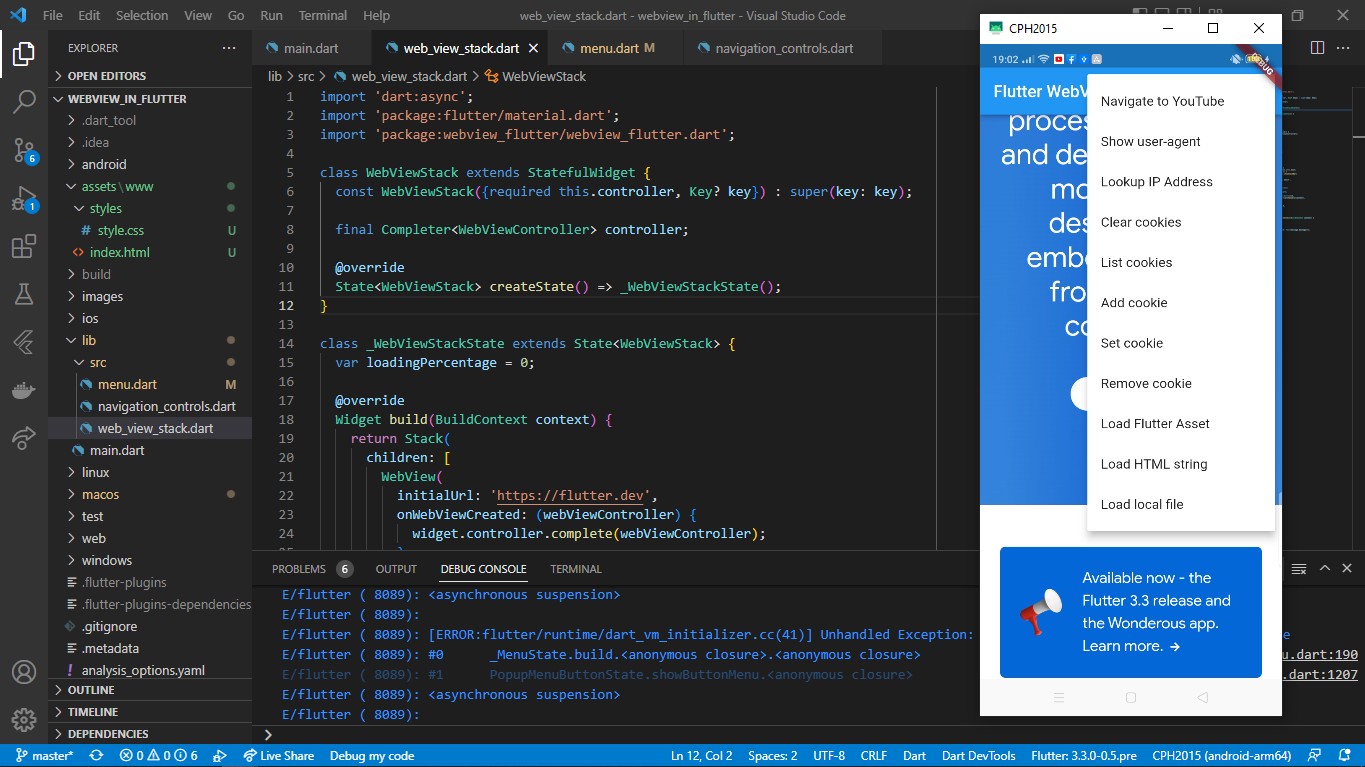 File Edit Selection View Go Run Terminal Help
web_view_stack.dart - webview_in_flutter - Visual Studio Code
EXPLORER
OPEN EDITORS
WEBVIEW_IN_FLUTTER
.dart_tool
.idea
android
assets\www
styles
# style.css U
<> index.html U
build
images
ios
lib
src
menu.dart M
navigation_controls.dart
web_view_stack.dart
main.dart
linux
macos
test
web
windows
.flutter-plugins
.flutter-plugins-dependencies
.gitignore
.metadata
! analysis_options.yaml
OUTLINE
TIMELINE
DEPENDENCIES
6
1
main.dart
web_view_stack.dart
menu.dart M
navigation_controls.dart
lib > src > web_view_stack.dart > WebViewStack
1 import 'dart:async';
2 import 'package:flutter/material.dart';
3 import 'package:webview_flutter/webview_flutter.dart';
4
5 class WebViewStack extends StatefulWidget {
6 const WebViewStack({required this.controller, Key? key}) : super(key: key);
7
8 final Completer<WebViewController> controller;
9
10 @override
11 State<WebViewStack> createState() => _WebViewStackState();
12 }
13
14 class _WebViewStackState extends State<WebViewStack> {
15 var loadingPercentage = 0;
16
17 @override
18 Widget build(BuildContext context) {
19 return Stack(
20 children: [
21 WebView(
22 initialUrl: 'https://flutter.dev',
23 onWebViewCreated: (webViewController) {
24 widget.controller.complete(webViewController);
PROBLEMS 6 OUTPUT DEBUG CONSOLE TERMINAL
E/flutter ( 8089): <asynchronous suspension>
E/flutter ( 8089):
E/flutter ( 8089): [ERROR:flutter/runtime/dart_vm_initializer.cc(41)] Unhandled Exception:
E/flutter ( 8089): #0 _MenuState.build.<anonymous closure>.<anonymous closure>
E/flutter ( 8089): #1 PopupMenuButtonState.showButtonMenu.<anonymous closure>
E/flutter ( 8089): <asynchronous suspension>
E/flutter ( 8089):
.dart:190
.dart:1207
CPH2015
19:02
DEBUG
Flutter WebV
Navigate to YouTube
Show user-agent
Lookup IP Address
Clear cookies
List cookies
Add cookie
Set cookie
Remove cookie
Load Flutter Asset
Load HTML string
Load local file
and de
Available now - the
Flutter 3.3 release and
the Wonderous app.
Learn more. →
master* 0 0 6 Live Share Debug my code
Ln 12, Col 2 Spaces: 2 UTF-8 CRLF Dart Dart DevTools Flutter: 3.3.0-0.5.pre CPH2015 (android-arm64)